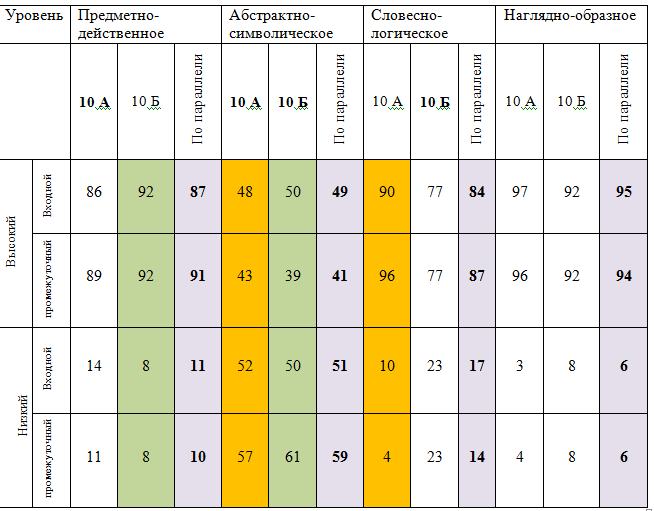 Уровень Предметно-действенное Абстрактно-символическое Словесно-логическое Наглядно-образное
10 А 10 Б По параллели 10 А 10 Б По параллели 10 А 10 Б По параллели 10 А 10 Б По параллели
Высокий
Входной 86 92 87 48 50 49 90 77 84 97 92 95
промежуточный 89 92 91 43 39 41 96 77 87 96 92 94
Низкий
Входной 14 8 11 52 50 51 10 23 17 3 8 6
промежуточный 11 8 10 57 61 59 4 23 14 4 8 6